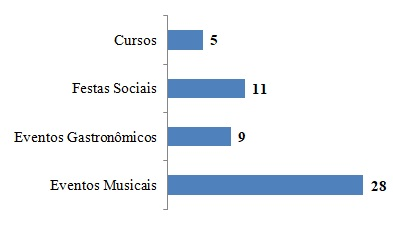 Cursos 5
Festas Sociais 11
Eventos Gastronômicos 9
Eventos Musicais 28